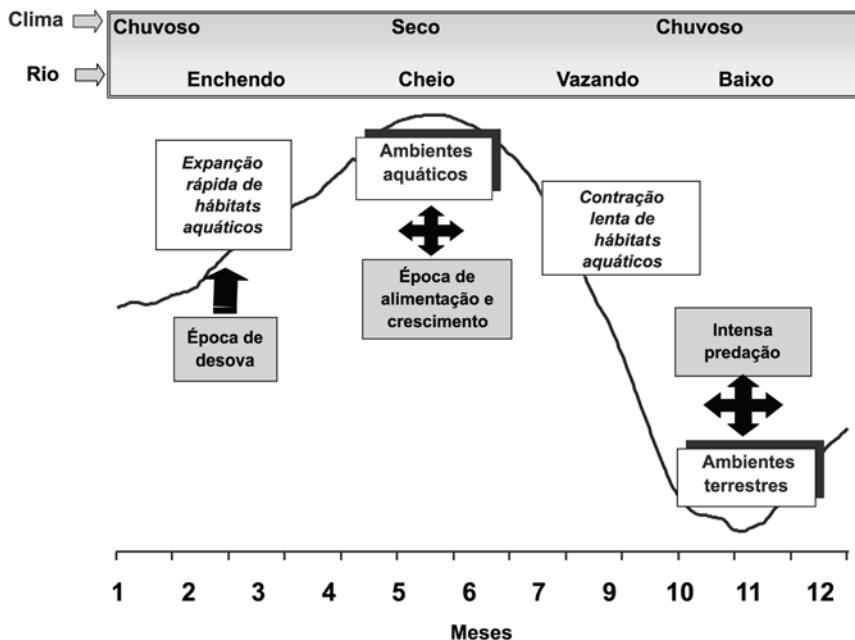 Clima
Chuvoso Seco Chuvoso
Rio
Enchendo Cheio Vazando Baixo
Expanção
rápida de
hábitats
aquáticos
Ambientes
aquáticos
Contração
lenta de
hábitats
aquáticos
Época de
desova
Época de
alimentação e
crescimento
Intensa
predação
Ambientes
terrestres
1 2 3 4 5 6 7 8 9 10 11 12
Meses